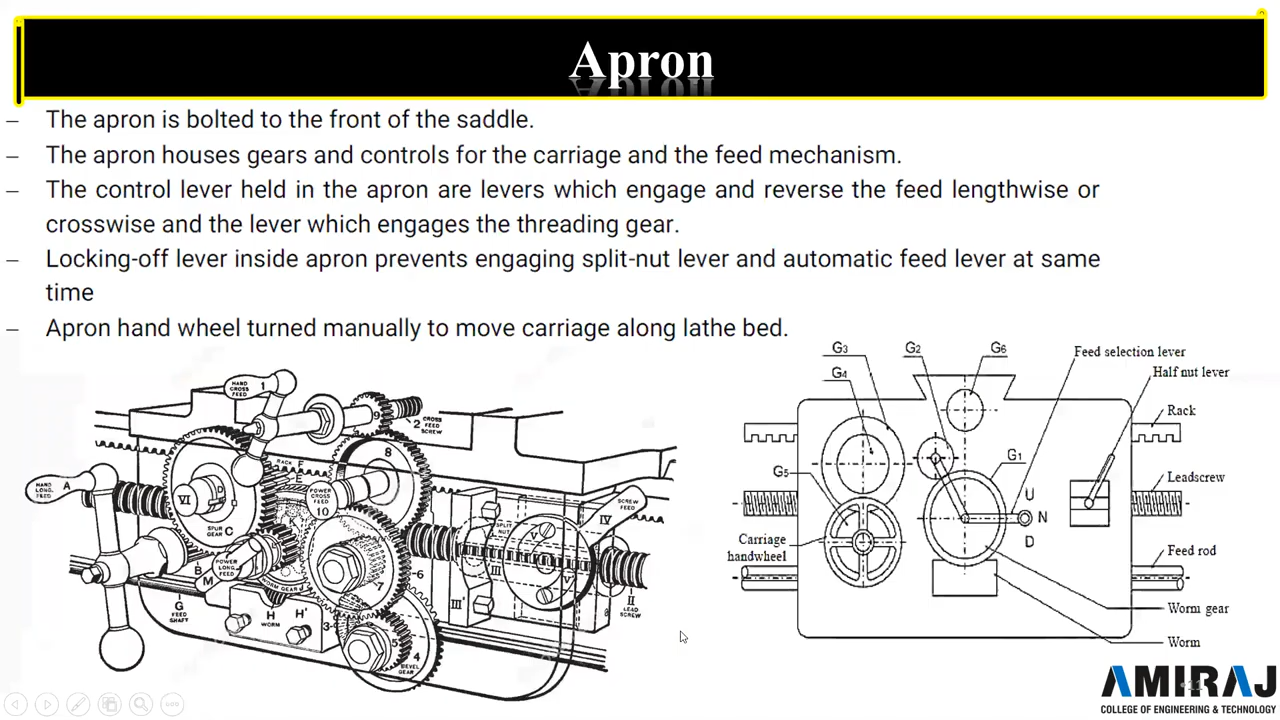 Apron
– The apron is bolted to the front of the saddle.
– The apron houses gears and controls for the carriage and the feed mechanism.
– The control lever held in the apron are levers which engage and reverse the feed lengthwise or
crosswise and the lever which engages the threading gear.
– Locking-off lever inside apron prevents engaging split-nut lever and automatic feed lever at same
time
– Apron hand wheel turned manually to move carriage along lathe bed.
HAND
CROSS
FEED
1
9
2
CROSS
FEED
SCREW
8
RACK F
E
HAND
LONG.
FEED
A
VI
D
POWER
CROSS FEED
10
SCREW
FEED
IV
SPUR
GEAR C
K
SPLIT
NUT
V
B
M
POWER
LONG.
FEED
WORM GEAR J
7
6
III
V
III'
II
LEAD
SCREW
a
G
FEED
SHAFT
H
WORM
H'
3
5
4
BEVEL
GEAR
G3
G2
G6
Feed selection lever
G4
Half nut lever
Rack
G5
G1
Leadscrew
U
N
D
Carriage
handwheel
Feed rod
Worm gear
Worm
AMIRAJ
COLLEGE OF ENGINEERING & TECHNOLOGY